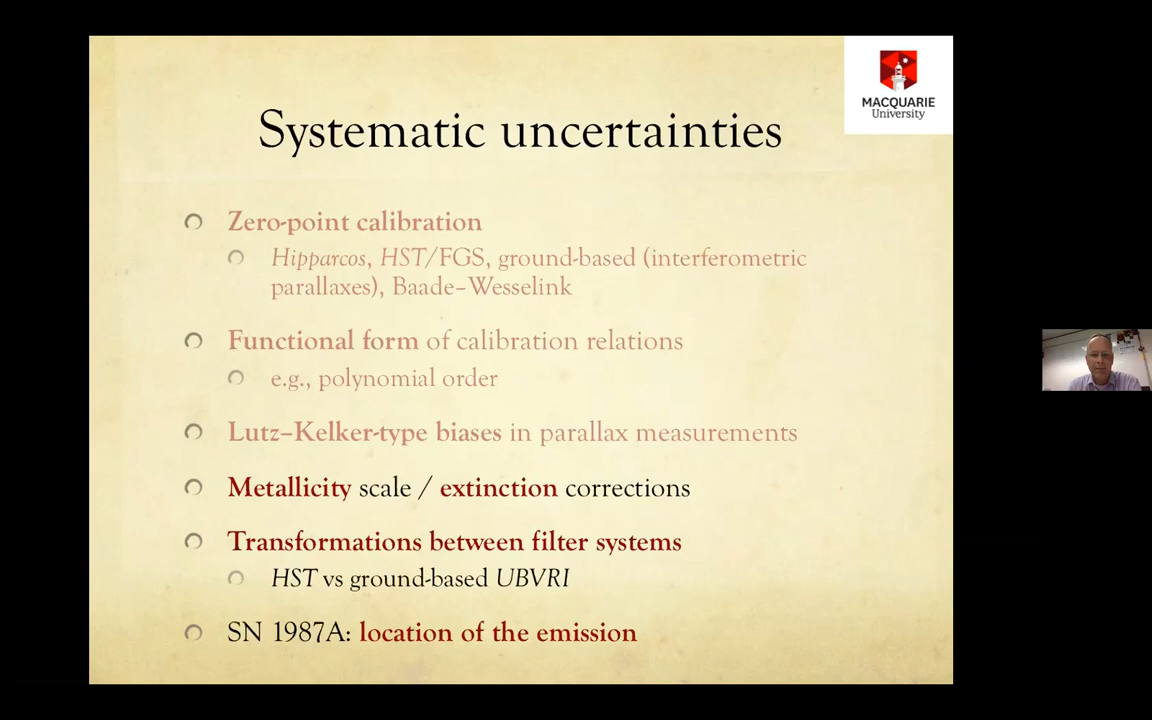 MACQUARIE
University
Systematic uncertainties
Zero-point calibration
Hipparcos, HST/FGS, ground-based (interferometric
parallaxes), Baade–Wesselink
Functional form of calibration relations
e.g., polynomial order
Lutz–Kelker-type biases in parallax measurements
Metallicity scale / extinction corrections
Transformations between filter systems
HST vs ground-based UBVRI
SN 1987A: location of the emission